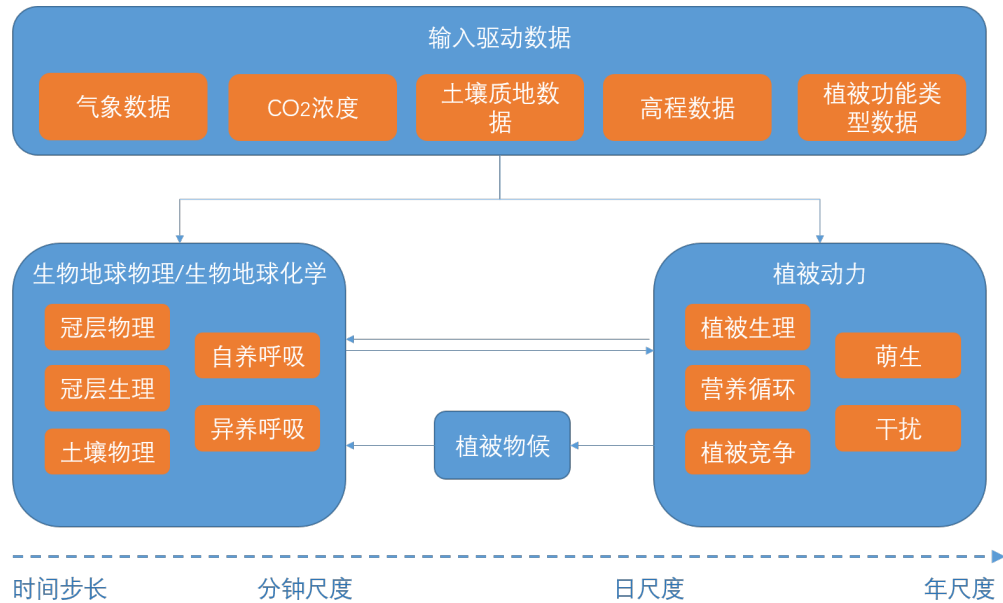 输入驱动数据
气象数据
CO2浓度
土壤质地数
据
高程数据
植被功能类
型数据
生物地球物理/生物地球化学
冠层物理
冠层生理
土壤物理
自养呼吸
异养呼吸
植被物候
植被动力
植被生理
营养循环
植被竞争
萌生
干扰
时间步长
分钟尺度
日尺度
年尺度